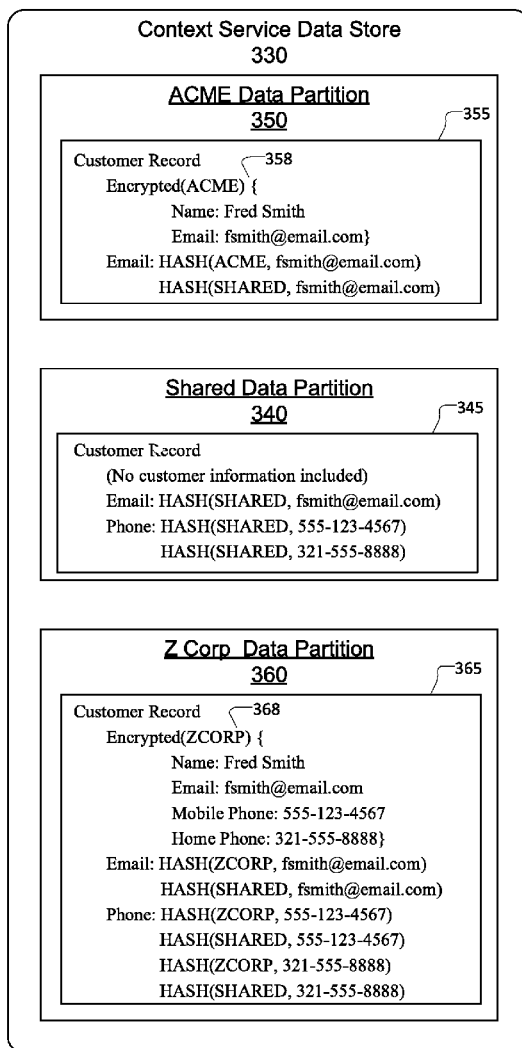 Context Service Data Store
330
ACME Data Partition
350
355
Customer Record
358
Encrypted(ACME) {
Name: Fred Smith
Email: fsmith@email.com}
Email: HASH(ACME, fsmith@email.com)
HASH(SHARED, fsmith@email.com)
Shared Data Partition
340
345
Customer Record
(No customer information included)
Email: HASH(SHARED, fsmith@email.com)
Phone: HASH(SHARED, 555-123-4567)
HASH(SHARED, 321-555-8888)
Z Corp Data Partition
360
365
Customer Record
368
Encrypted(ZCORP) {
Name: Fred Smith
Email: fsmith@email.com
Mobile Phone: 555-123-4567
Home Phone: 321-555-8888}
Email: HASH(ZCORP, fsmith@email.com)
HASH(SHARED, fsmith@email.com)
Phone: HASH(ZCORP, 555-123-4567)
HASH(SHARED, 555-123-4567)
HASH(ZCORP, 321-555-8888)
HASH(SHARED, 321-555-8888)